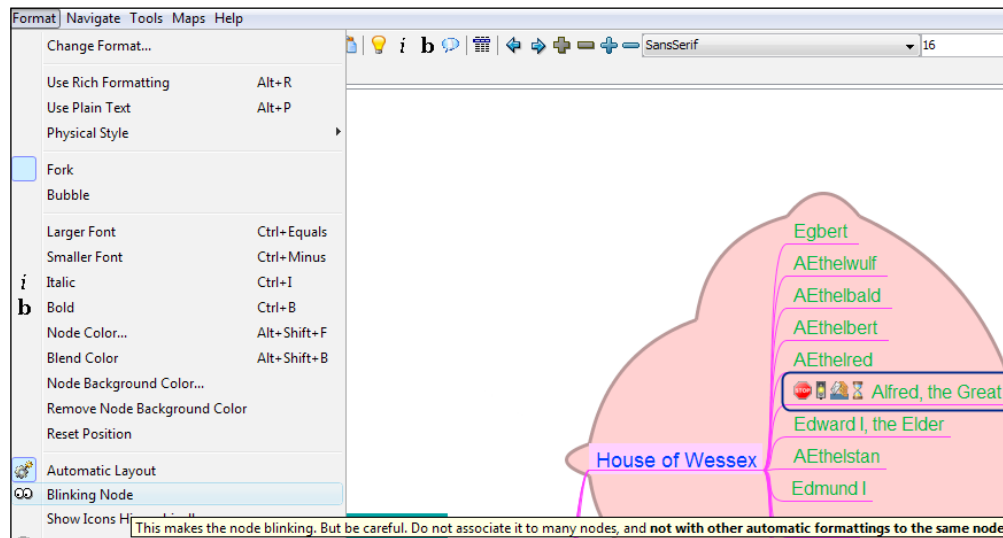 Format Navigate Tools Maps Help
Change Format...
i b SansSerif 16
Use Rich Formatting Alt+R
Use Plain Text Alt+P
Physical Style
Fork
Bubble
Larger Font Ctrl+Equals
Smaller Font Ctrl+Minus
i Italic Ctrl+I
b Bold Ctrl+B
Node Color... Alt+Shift+F
Blend Color Alt+Shift+B
Node Background Color...
Remove Node Background Color
Reset Position
Automatic Layout
Blinking Node
Show Icons
This makes the node blinking. But be careful. Do not associate it to many nodes, and not with other automatic formattings to the same node
House of Wessex
Egbert
AEthelwulf
AEthelbald
AEthelbert
AEthelred
STOP Alfred, the Great
Edward I, the Elder
AEthelstan
Edmund I